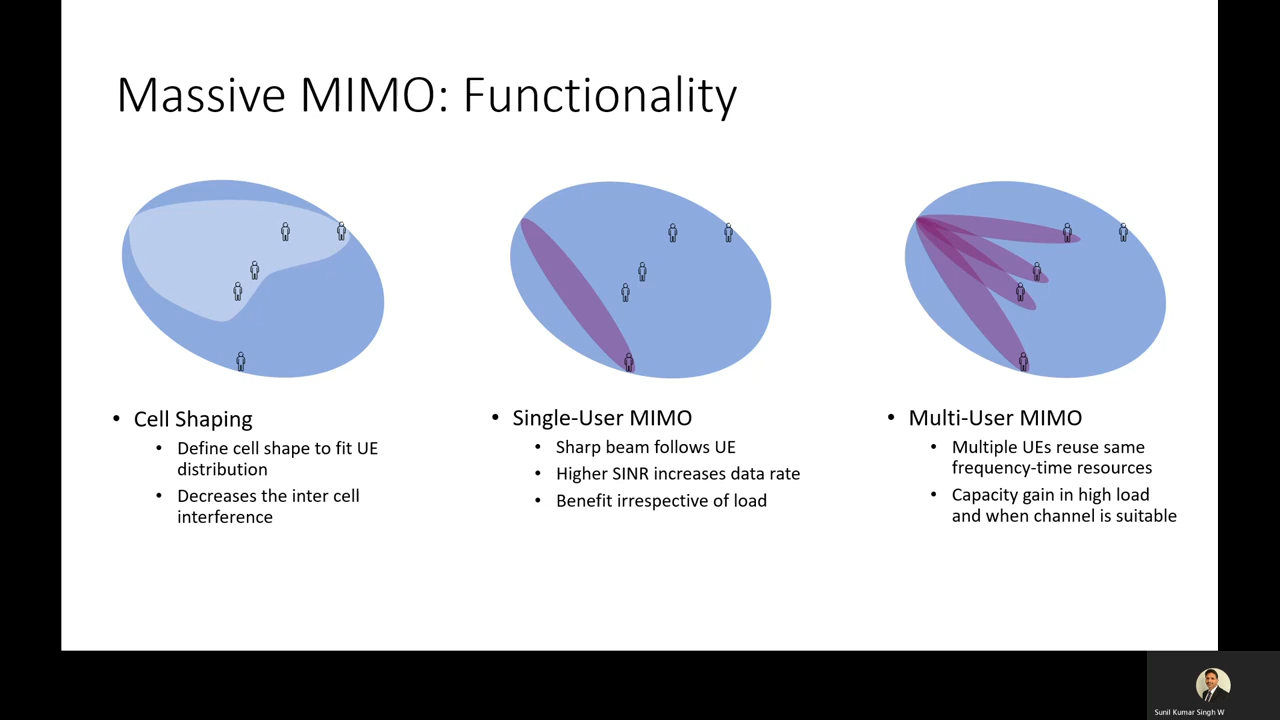 Massive MIMO: Functionality
• Cell Shaping
• Define cell shape to fit UE
distribution
• Decreases the inter cell
interference
• Single-User MIMO
• Sharp beam follows UE
• Higher SINR increases data rate
• Benefit irrespective of load
• Multi-User MIMO
• Multiple UEs reuse same
frequency-time resources
• Capacity gain in high load
and when channel is suitable
Sunil Kumar Singh W